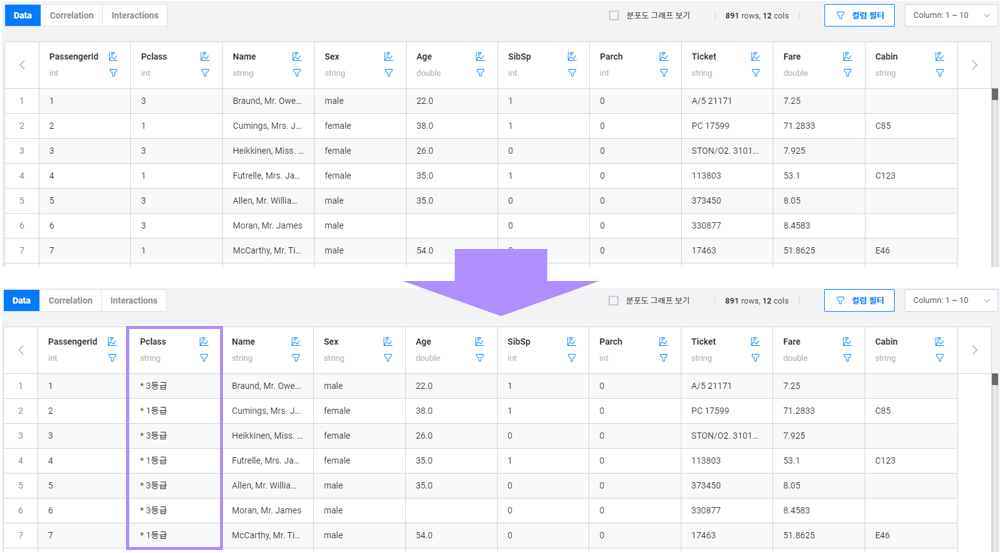 Data Correlation Interactions 분포도 그래프 보기 891 rows, 12 cols 컬럼 필터 Column: 1 ~ 10
PassengerId Pclass Name Sex Age SibSp Parch Ticket Fare Cabin
int int string string double int int string double string
1 1 3 Braund, Mr. Owe... male 22.0 1 0 A/5 21171 7.25
2 2 1 Cumings, Mrs. J... female 38.0 1 0 PC 17599 71.2833 C85
3 3 3 Heikkinen, Miss. ... female 26.0 0 0 STON/O2. 3101... 7.925
4 4 1 Futrelle, Mrs. Ja... female 35.0 1 0 113803 53.1 C123
5 5 3 Allen, Mr. Willia... male 35.0 0 0 373450 8.05
6 6 3 Moran, Mr. James male 0 0 330877 8.4583
7 7 1 McCarthy, Mr. Ti... male 54.0 0 17463 51.8625 E46
Data Correlation Interactions 분포도 그래프 보기 891 rows, 12 cols 컬럼 필터 Column: 1 ~ 10
PassengerId Pclass Name Sex Age SibSp Parch Ticket Fare Cabin
int string string string double int int string double string
1 1 * 3등급 Braund, Mr. Owe... male 22.0 1 0 A/5 21171 7.25
2 2 * 1등급 Cumings, Mrs. J... female 38.0 1 0 PC 17599 71.2833 C85
3 3 * 3등급 Heikkinen, Miss. ... female 26.0 0 0 STON/O2. 3101... 7.925
4 4 * 1등급 Futrelle, Mrs. Ja... female 35.0 1 0 113803 53.1 C123
5 5 * 3등급 Allen, Mr. Willia... male 35.0 0 0 373450 8.05
6 6 * 3등급 Moran, Mr. James male 0 0 330877 8.4583
7 7 * 1등급 McCarthy, Mr. Ti... male 54.0 0 0 17463 51.8625 E46